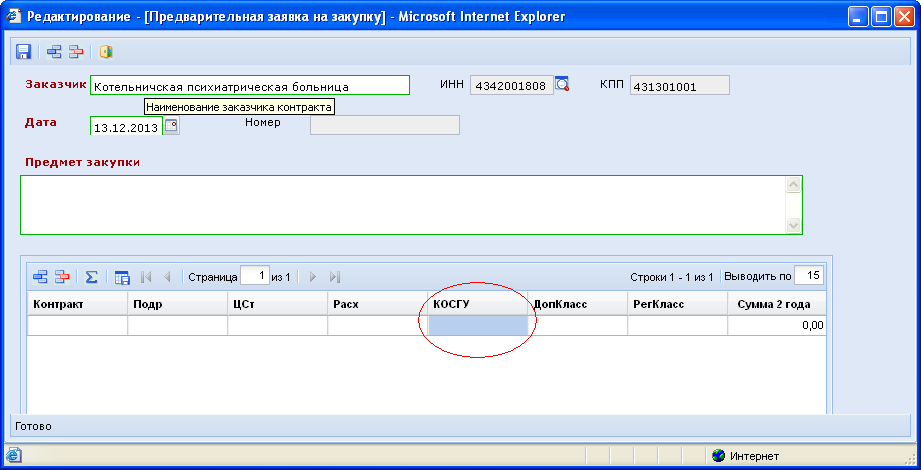 Редактирование - [Предварительная заявка на закупку] - Microsoft Internet Explorer
Заказчик Котельничская психиатрическая больница ИНН 4342001808 КПП 431301001
Наименование заказчика контракта
Дата 13.12.2013 Номер
Предмет закупки
Страница 1 из 1 Строки 1 - 1 из 1 Выводить по 15
Контракт Подр ЦСт Расх КОСГУ ДопКласс РегКласс Сумма 2 года
0,00
Готово
Интернет